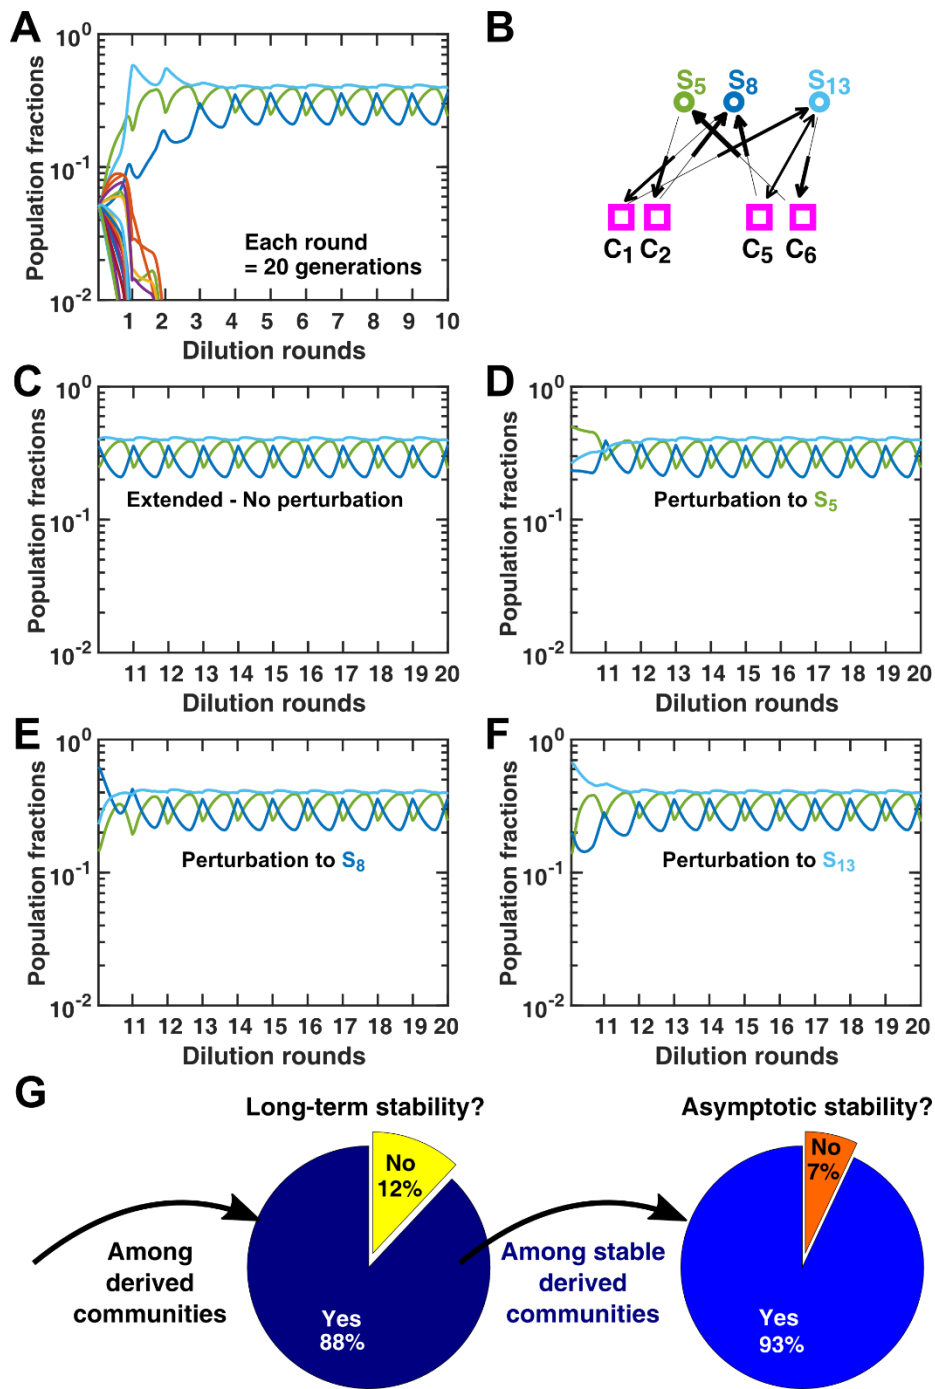 A
10^0
10^-1
10^-2
Population fractions
Each round
= 20 generations
1 2 3 4 5 6 7 8 9 10
Dilution rounds
B
S5 S8 S13
C1 C2 C5 C6
C
10^0
10^-1
10^-2
Population fractions
Extended - No perturbation
11 12 13 14 15 16 17 18 19 20
Dilution rounds
D
10^0
10^-1
10^-2
Population fractions
Perturbation to S5
11 12 13 14 15 16 17 18 19 20
Dilution rounds
E
10^0
10^-1
10^-2
Population fractions
Perturbation to S8
11 12 13 14 15 16 17 18 19 20
Dilution rounds
F
10^0
10^-1
10^-2
Population fractions
Perturbation to S13
11 12 13 14 15 16 17 18 19 20
Dilution rounds
G
Long-term stability?
No
12%
Yes
88%
Among
derived
communities
Asymptotic stability?
No
7%
Yes
93%
Among stable
derived
communities